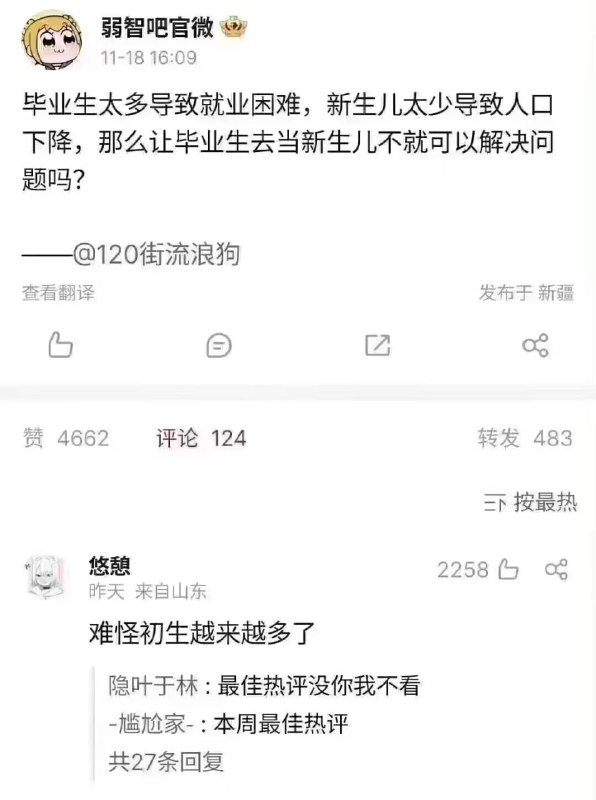 弱智吧官微
11-18 16:09
毕业生太多导致就业困难，新生儿太少导致人口
下降，那么让毕业生去当新生儿不就可以解决问
题吗？
——@120街流浪狗
查看翻译 发布于 新疆
赞 4662 评论 124 转发 483
按最热
悠憩 2258
昨天 来自山东
难怪初生越来越多了
隐叶于林：最佳热评没你我不看
-尴尬家-：本周最佳热评
共27条回复